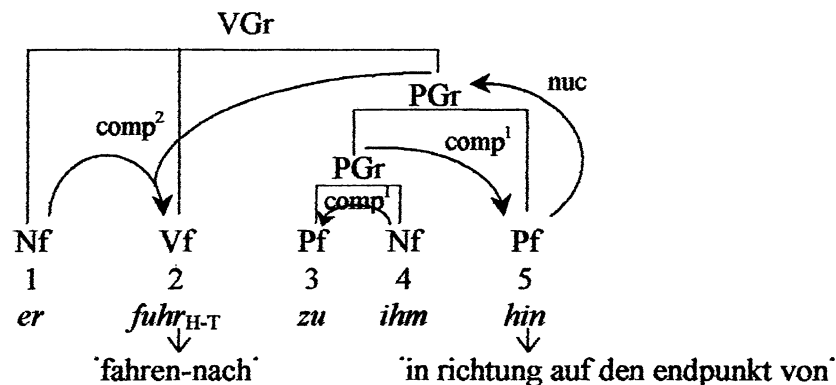 VGr
nuc
PGr
comp² comp¹
PGr
comp¹
Nf Vf Pf Nf Pf
1 2 3 4 5
er fuhr_H-T zu ihm hin
'fahren-nach' 'in richtung auf den endpunkt von'